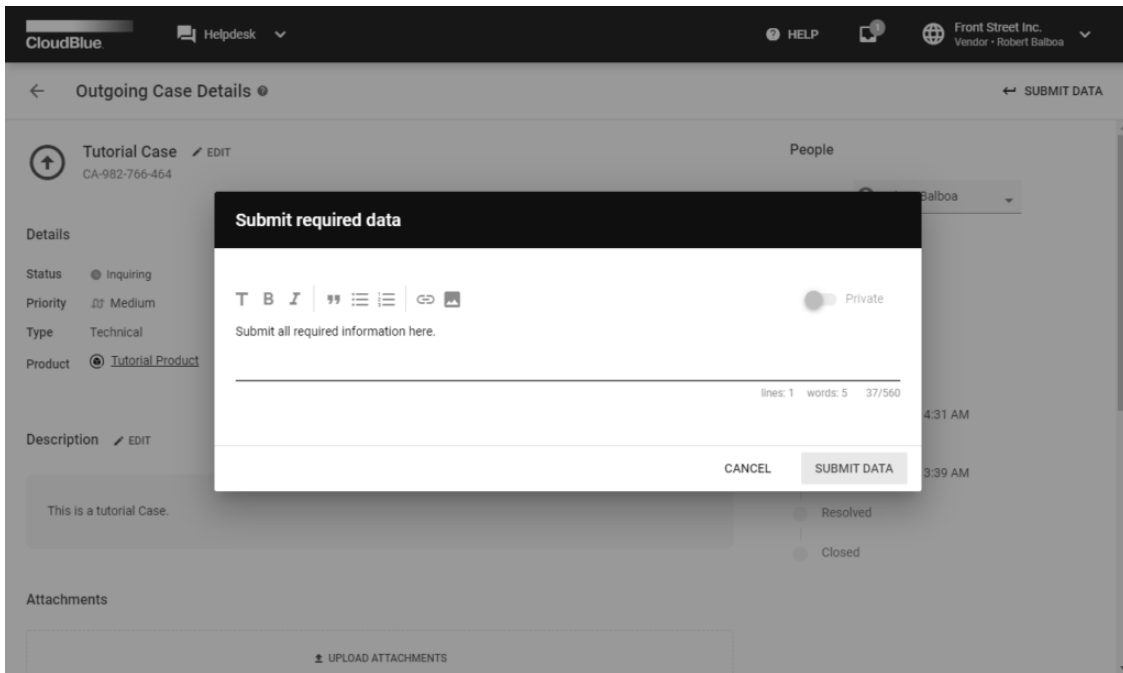 CloudBlue
Helpdesk
HELP
1
Front Street Inc.
Vendor • Robert Balboa
Outgoing Case Details
SUBMIT DATA
Tutorial Case EDIT
CA-982-766-464
People
Balboa
Details
Status Inquiring
Priority Medium
Type Technical
Product Tutorial Product
Submit required data
T B I
Private
Submit all required information here.
lines: 1 words: 5 37/560
CANCEL SUBMIT DATA
4:31 AM
3:39 AM
Resolved
Closed
Description EDIT
This is a tutorial Case.
Attachments
UPLOAD ATTACHMENTS